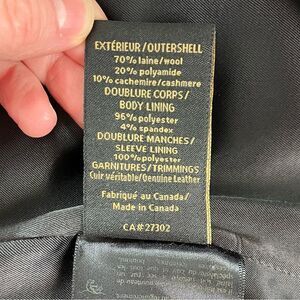 EXTÉRIEUR/OUTERSHELL
70% laine/wool
20% polyamide
10% cachemire/cashmere
DOUBLURE CORPS/
BODY LINING
96% polyester
4% spandex
DOUBLURE MANCHES/
SLEEVE LINING
100% polyester
GARNITURES/TRIMMINGS
Cuir véritable/Genuine Leather
Fabriqué au Canada/
Made in Canada
CA#27302